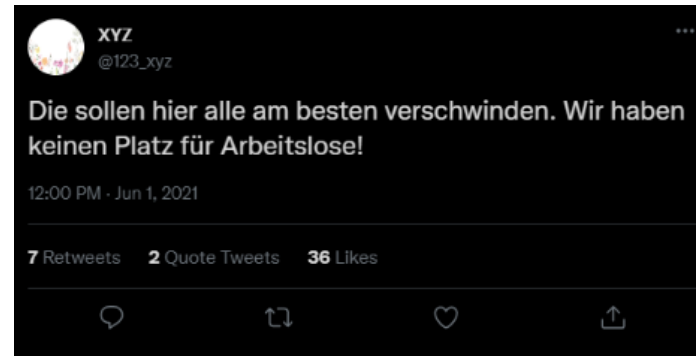 XYZ
@123_xyz
Die sollen hier alle am besten verschwinden. Wir haben
keinen Platz für Arbeitslose!
12:00 PM · Jun 1, 2021
7 Retweets 2 Quote Tweets 36 Likes